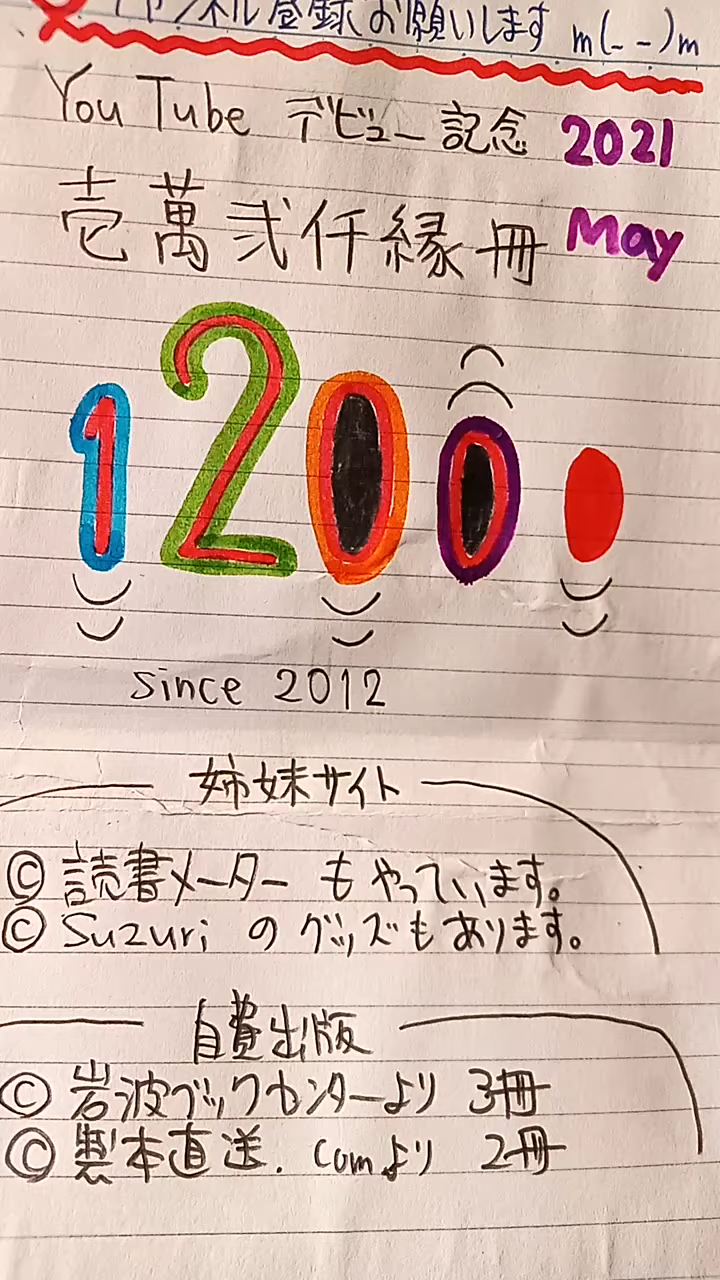 チャンネル登録お願いします m(_ _)m
YouTube デビュー記念 2021
壱萬弐仟縁冊 May
12000
since 2012
姉妹サイト
© 読書メーター もやっています。
© Suzuri の グッズもあります。
自費出版
© 岩波ブックセンターより 3冊
© 製本直送.comより 2冊